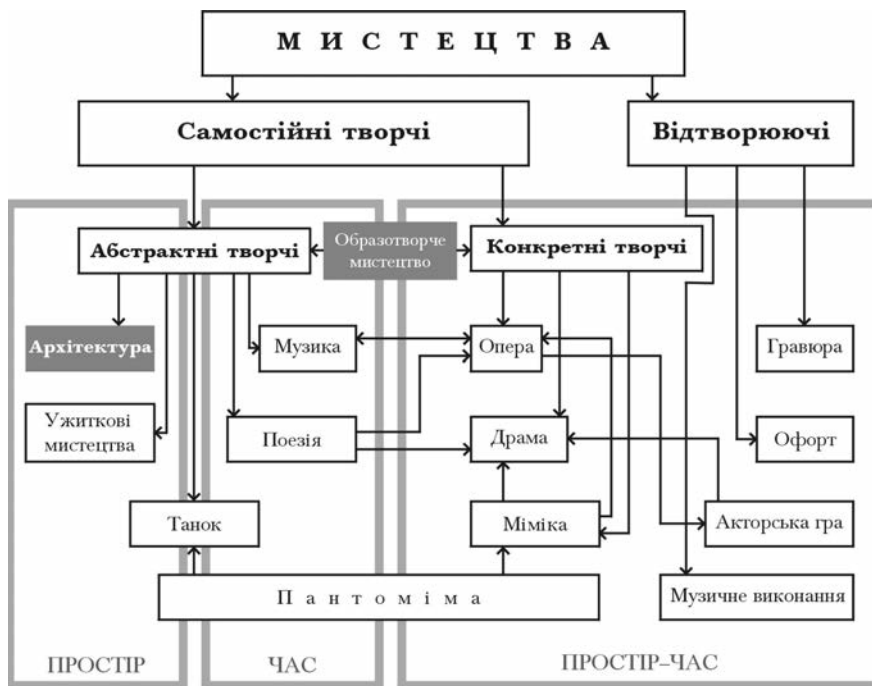 МИСТЕЦТВА
Самостійні творчі
Відтворюючі
Абстрактні творчі
Образотворче
мистецтво
Конкретні творчі
Архітектура
Музика
Опера
Гравюра
Ужиткові
мистецтва
Поезія
Драма
Офорт
Танок
Міміка
Акторська гра
Пантоміма
Музичне виконання
ПРОСТІР
ЧАС
ПРОСТІР–ЧАС